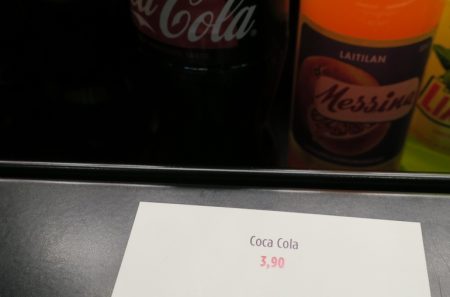 Coca Cola
LAITILAN
Messina
Coca Cola
3,90